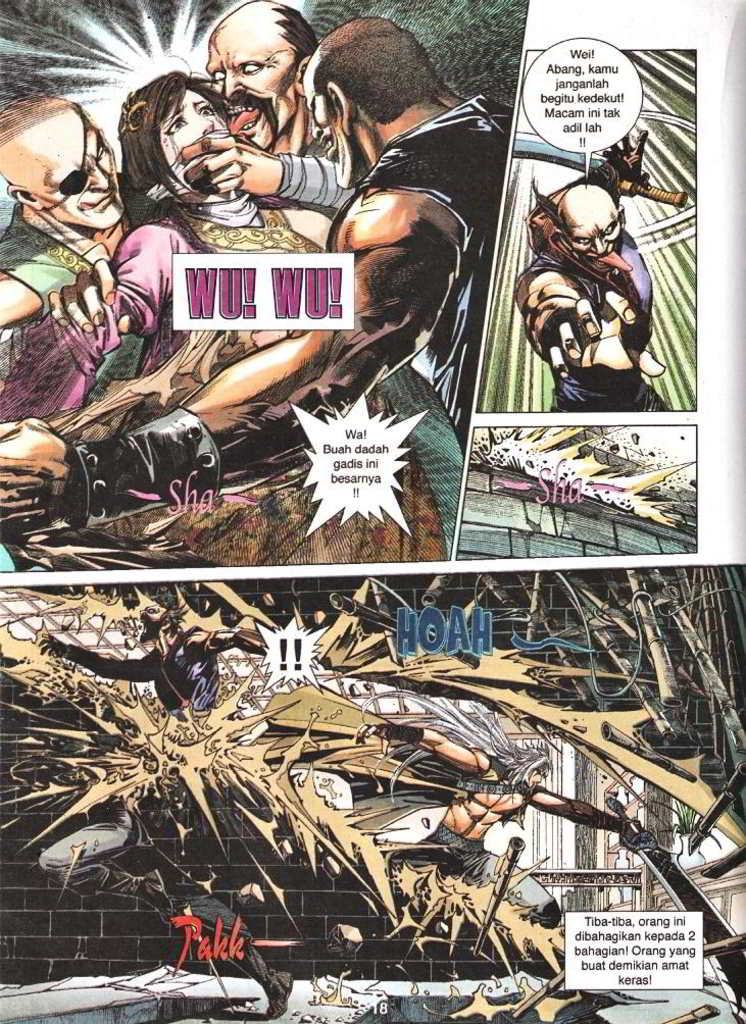 Wei!
Abang, kamu
janganlah
begitu kedekut!
Macam ini tak
adil lah
!!
WU! WU!
Wa!
Buah dadah
gadis ini
besarnya
!!
Sha
Sha
!!
HOAH
Pakk
Tiba-tiba, orang ini
dibahagikan kepada 2
bahagian! Orang yang
buat demikian amat
keras!
18